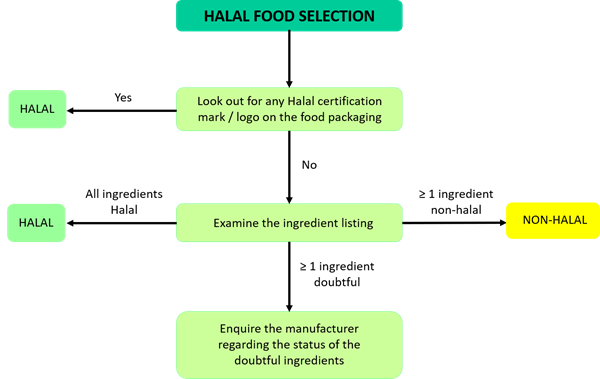 HALAL FOOD SELECTION
Look out for any Halal certification
mark / logo on the food packaging
Yes
HALAL
No
Examine the ingredient listing
All ingredients
Halal
HALAL
≥ 1 ingredient
non-halal
NON-HALAL
≥ 1 ingredient
doubtful
Enquire the manufacturer
regarding the status of the
doubtful ingredients